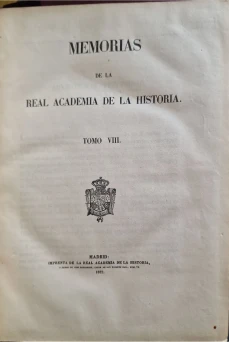 MEMORIAS
DE LA
REAL ACADEMIA DE LA HISTORIA.
TOMO VIII.
MADRID:
IMPRENTA DE LA REAL ACADEMIA DE LA HISTORIA,